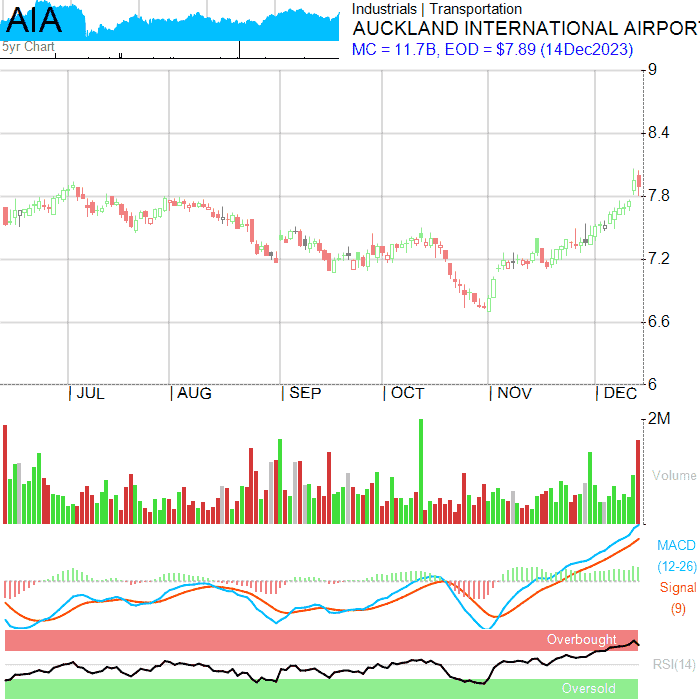 AIA
5yr Chart
Industrials | Transportation
AUCKLAND INTERNATIONAL AIRPORT
MC = 11.7B, EOD = $7.89 (14Dec2023)
9
8.4
7.8
7.2
6.6
6
| JUL | AUG | SEP | OCT | NOV | DEC
2M
Volume
MACD
(12-26)
Signal
(9)
Overbought
RSI(14)
Oversold